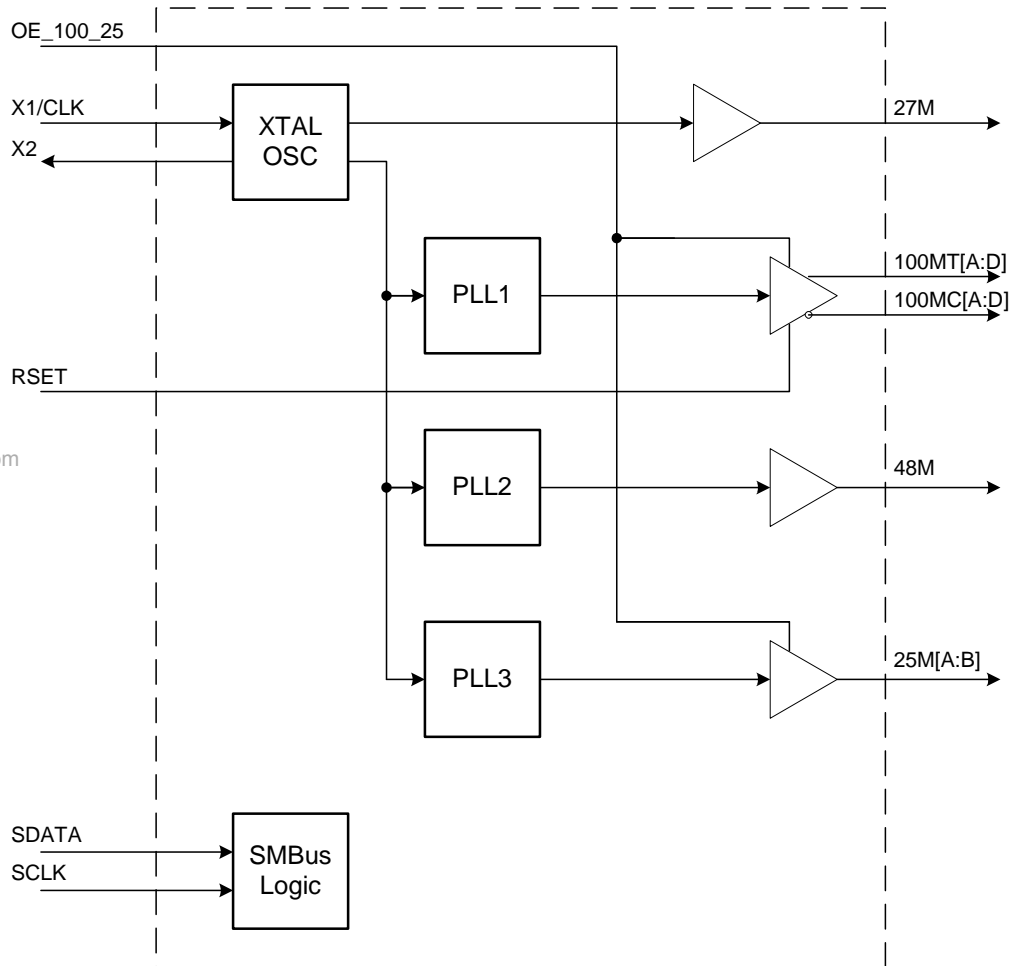 OE_100_25
X1/CLK
X2
XTAL
OSC
27M
PLL1
100MT[A:D]
100MC[A:D]
RSET
PLL2
48M
PLL3
25M[A:B]
SDATA
SCLK
SMBus
Logic